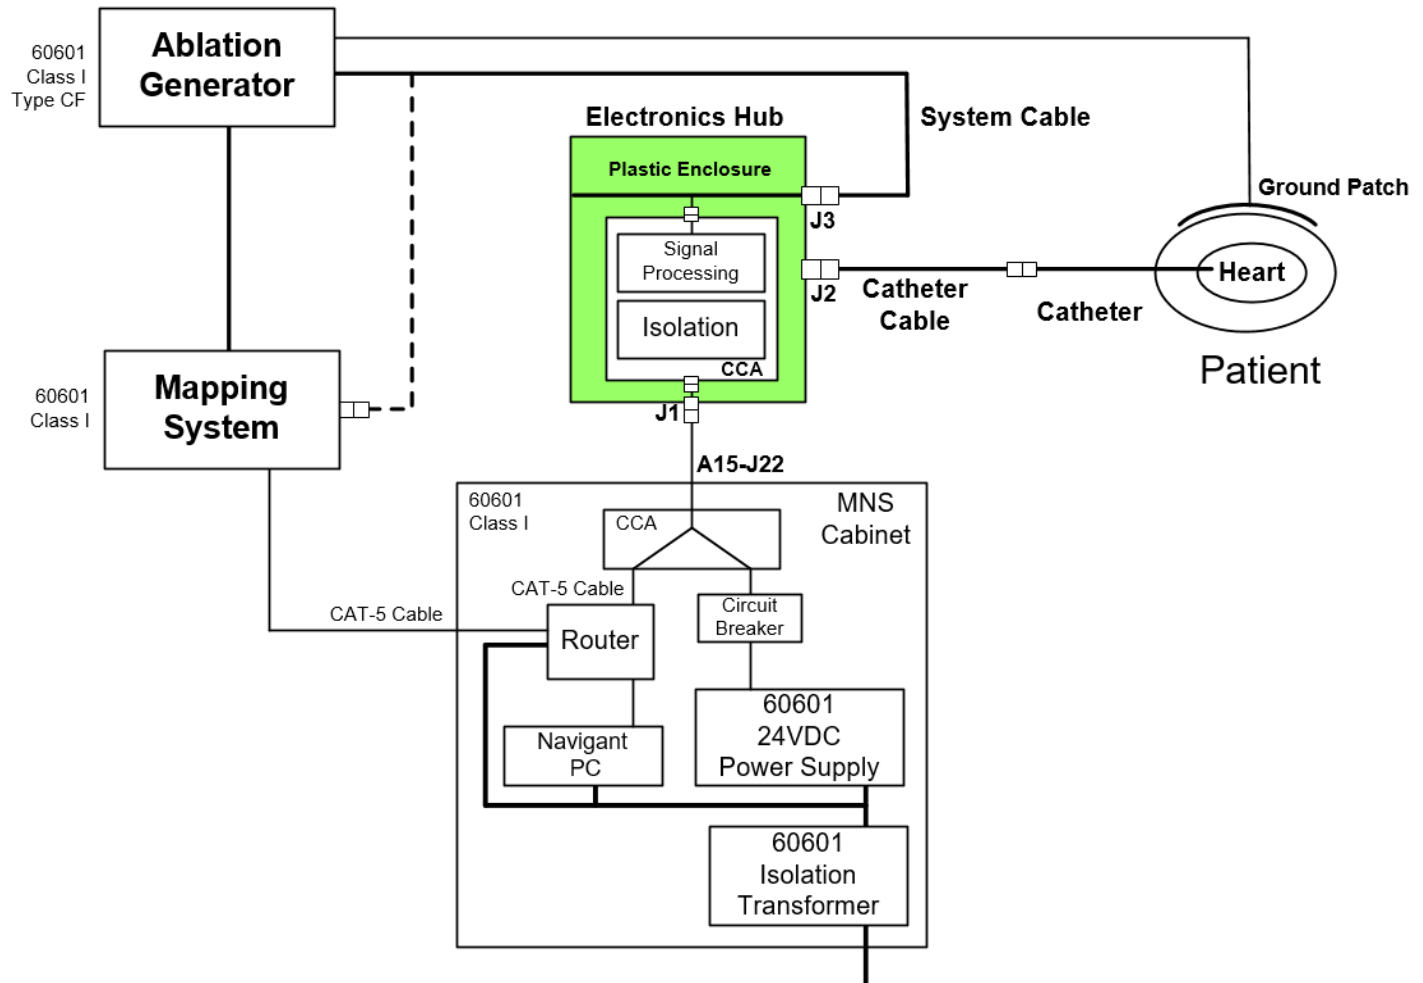 60601
Class I
Type CF
Ablation
Generator
Electronics Hub
System Cable
Plastic Enclosure
Ground Patch
J3
Signal
Processing
Heart
J2
Catheter
Cable
Catheter
Isolation
Patient
CCA
60601
Class I
Mapping
System
J1
A15-J22
60601
Class I
MNS
Cabinet
CCA
CAT-5 Cable
CAT-5 Cable
Circuit
Breaker
Router
60601
24VDC
Power Supply
Navigant
PC
60601
Isolation
Transformer